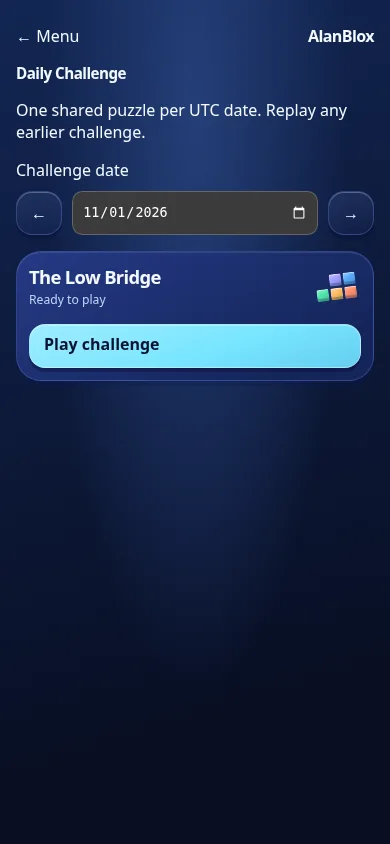 ← Menu
AlanBlox
Daily Challenge
One shared puzzle per UTC date. Replay any
earlier challenge.
Challenge date
←
11/01/2026
→
The Low Bridge
Ready to play
Play challenge